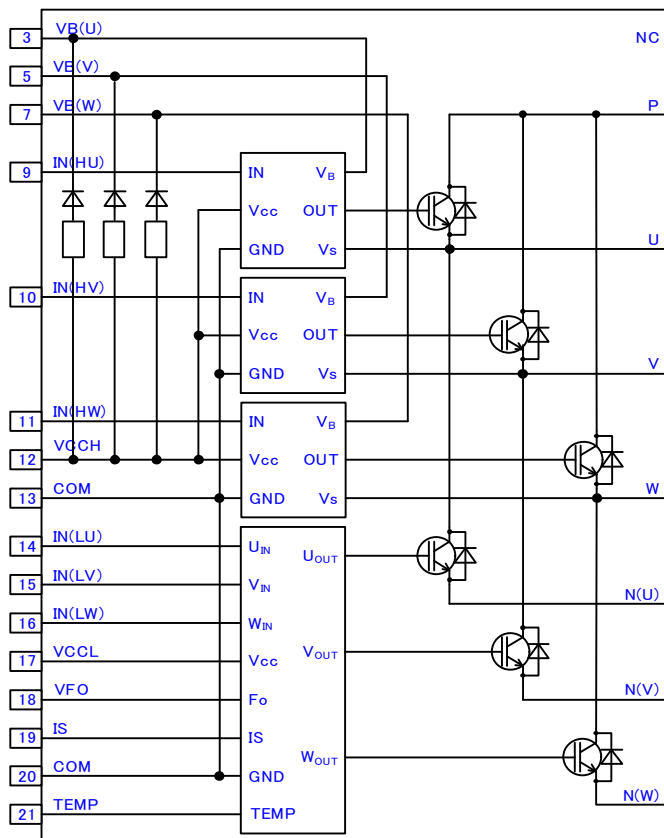 3 VB(U) NC
5 VB(V)
7 VB(W) P
9 IN(HU) IN VB
Vcc OUT
GND Vs U
10 IN(HV) IN VB
Vcc OUT
GND Vs V
11 IN(HW) IN VB
12 VCCH Vcc OUT
13 COM GND Vs W
14 IN(LU) UIN UOUT
15 IN(LV) VIN
N(U)
16 IN(LW) WIN
17 VCCL Vcc VOUT
18 VFO Fo N(V)
19 IS IS
WOUT
20 COM GND
N(W)
21 TEMP TEMP